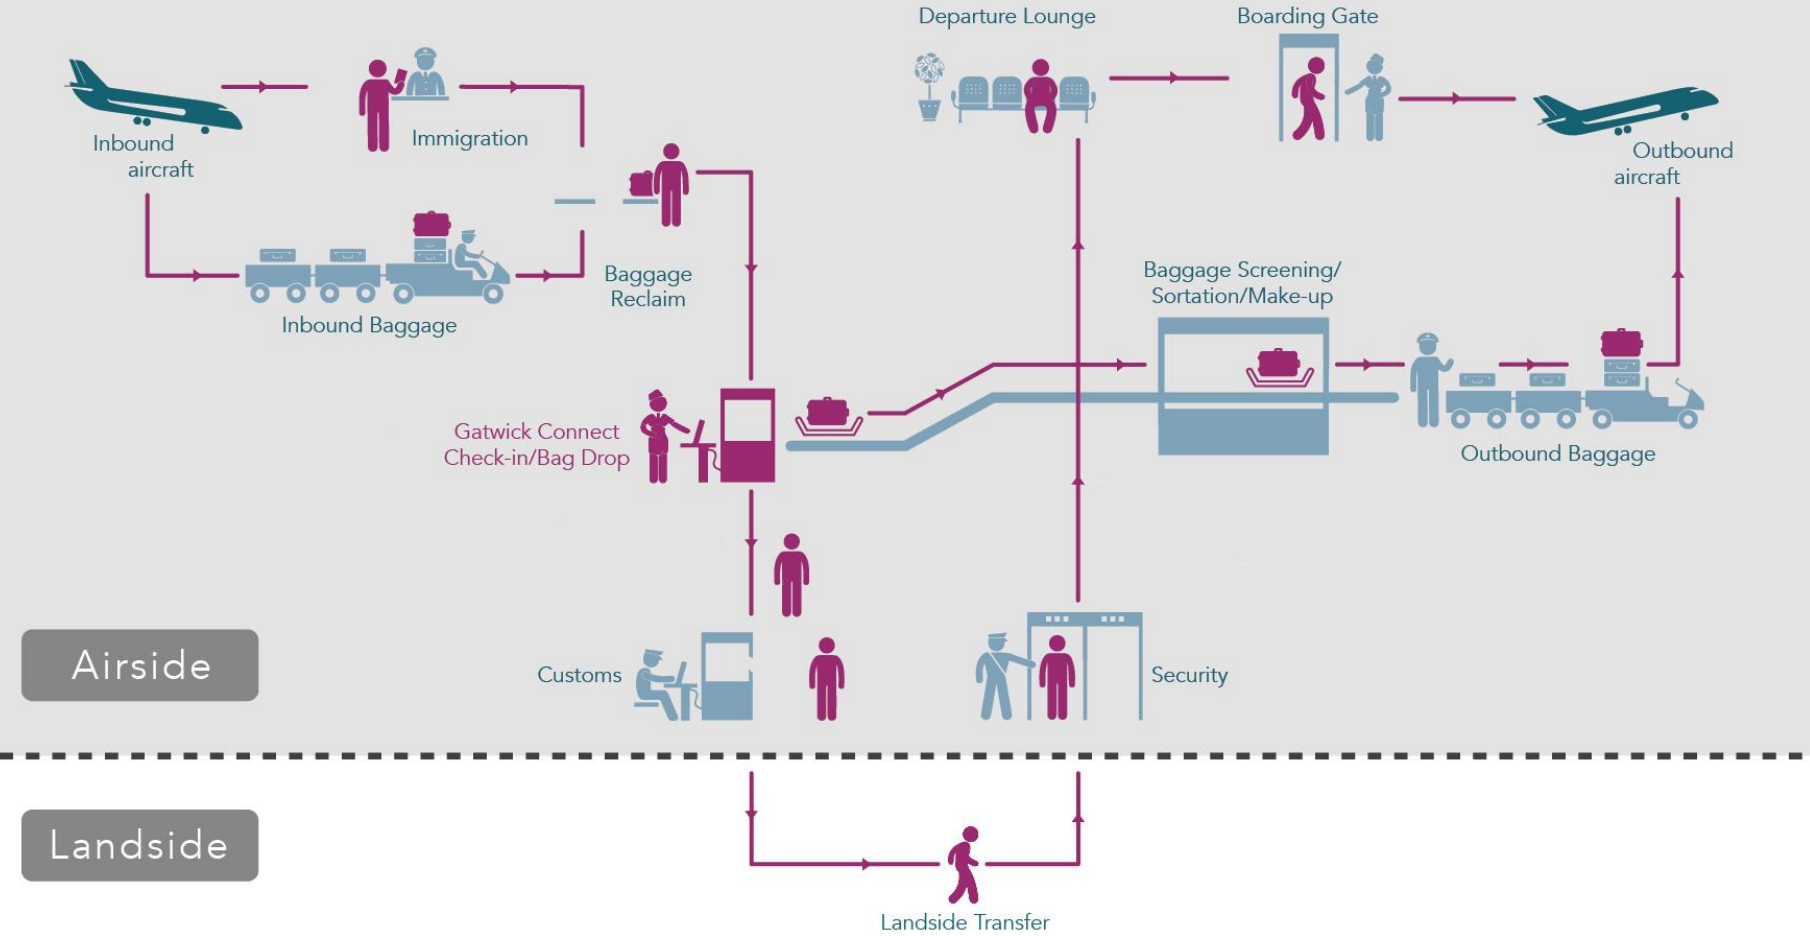 Departure Lounge
Boarding Gate
Inbound
aircraft
Immigration
Outbound
aircraft
Baggage
Reclaim
Inbound Baggage
Baggage Screening/
Sortation/Make-up
Gatwick Connect
Check-in/Bag Drop
Outbound Baggage
Airside
Customs
Security
Landside
Landside Transfer